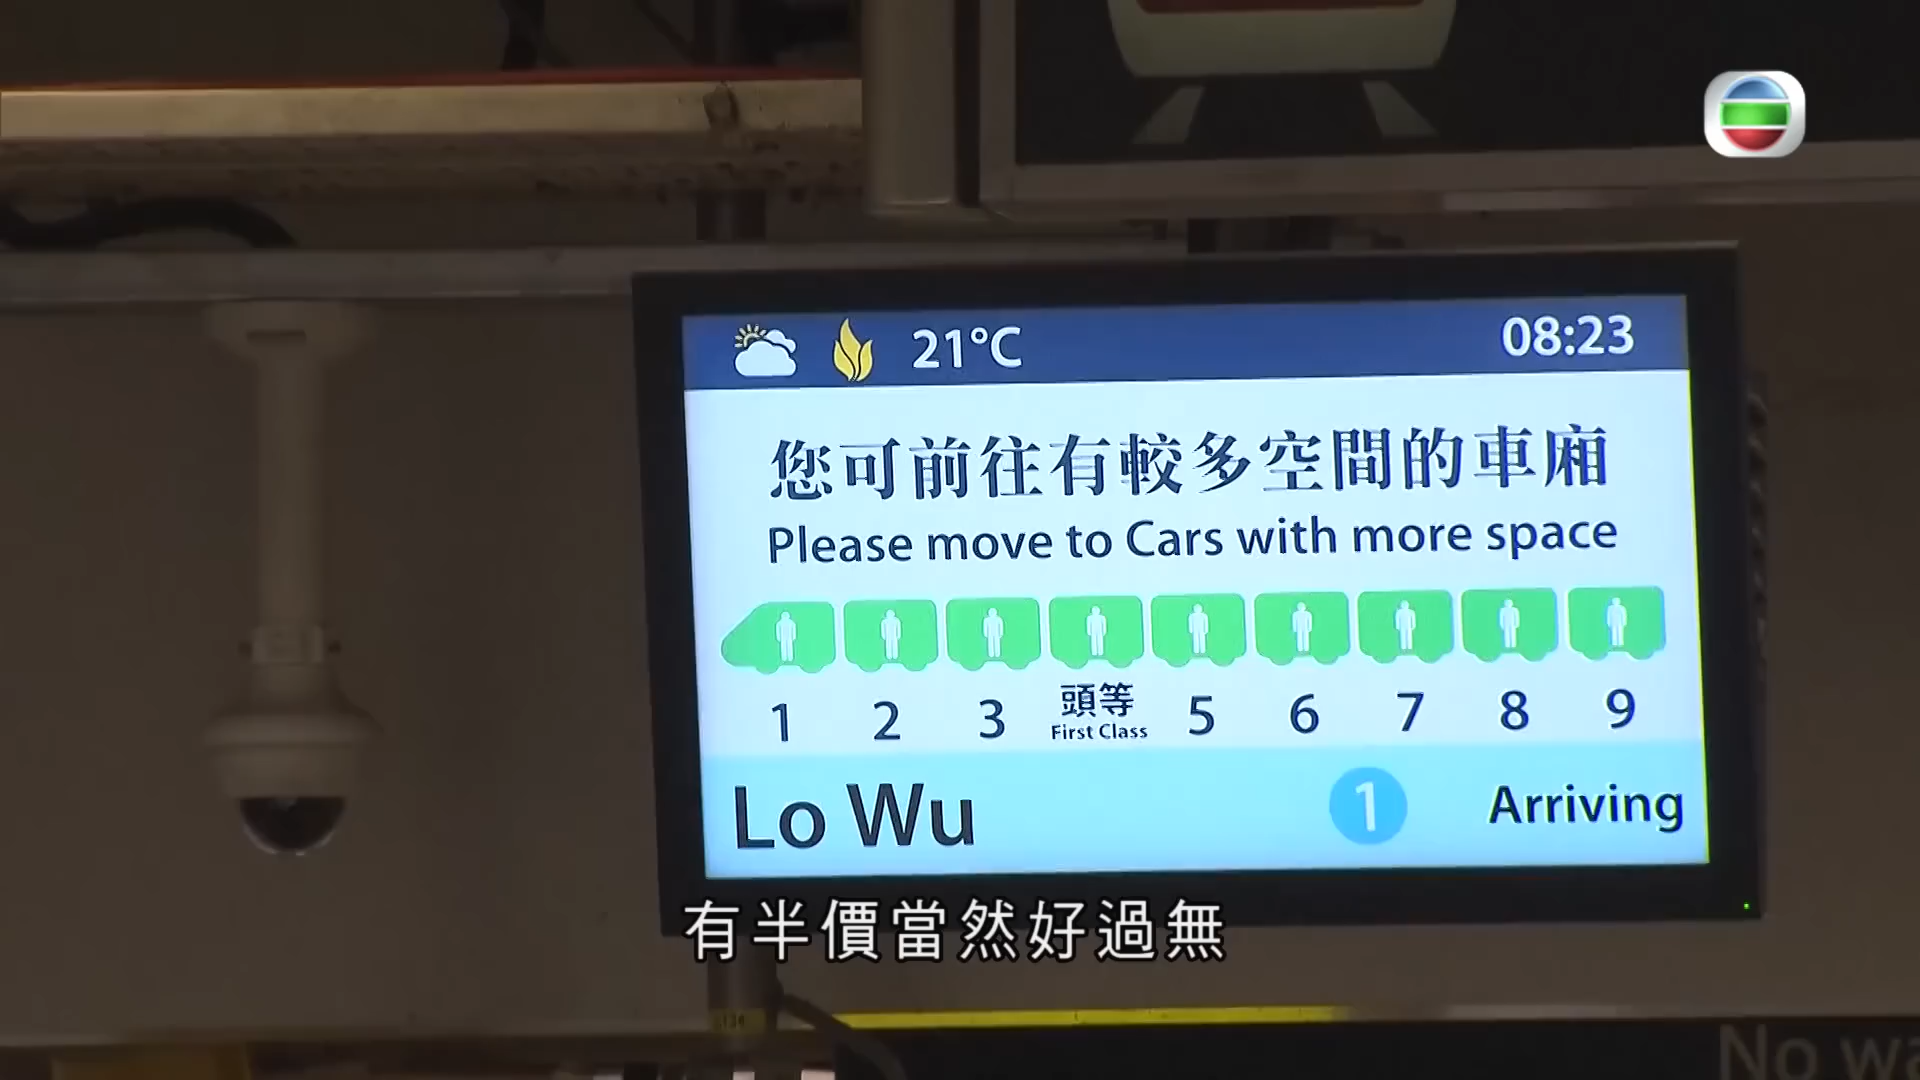 21°C 08:23
您可前往有較多空間的車廂
Please move to Cars with more space
1 2 3 頭等 5 6 7 8 9
First Class
Lo Wu 1 Arriving
有半價當然好過無
No